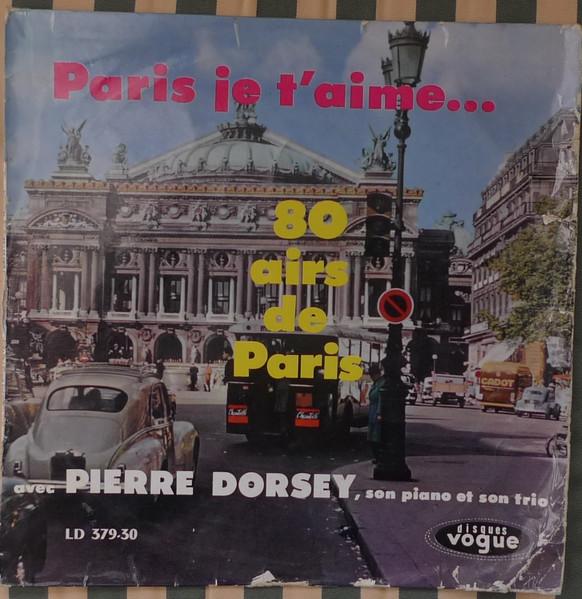 Paris je t'aime...
80
airs
de
Paris
CADOT
avec PIERRE DORSEY, son piano et son trio
LD 379-30
disques
vogue